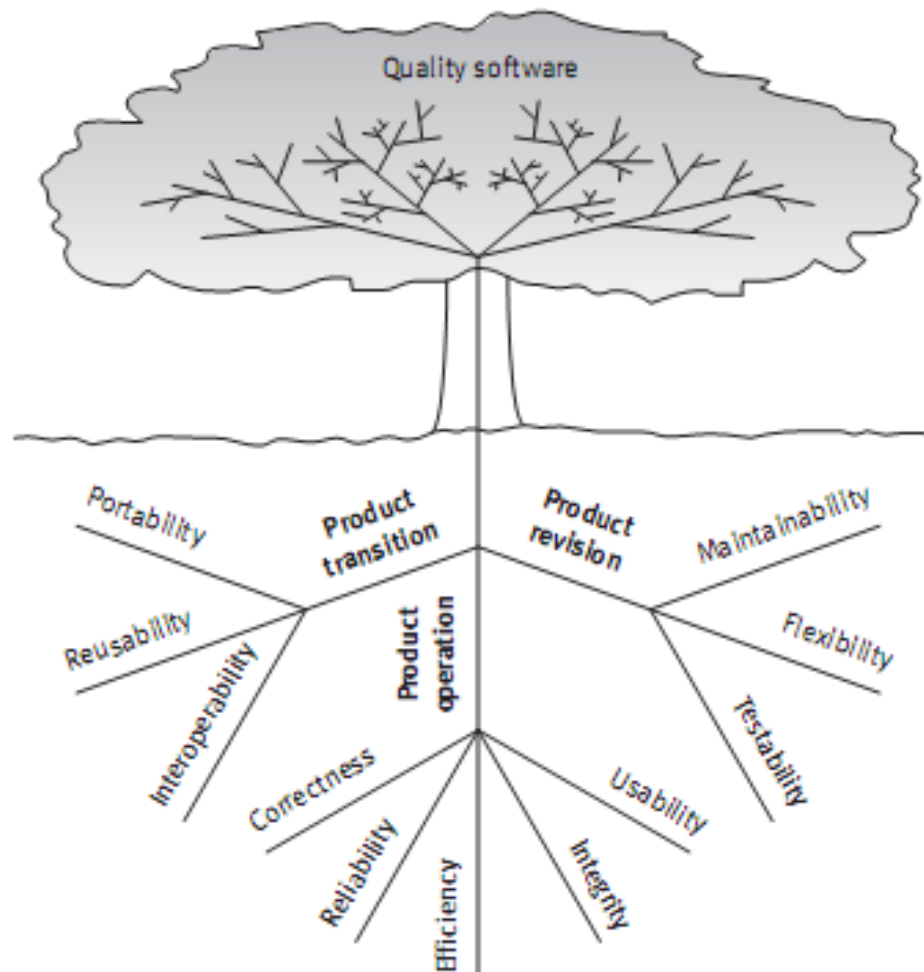 Quality software
Portability
Product
transition
Product
revision
Maintainability
Reusability
Interoperability
Product
operation
Flexibility
Testability
Correctness
Reliability
Efficiency
Integrity
Usability